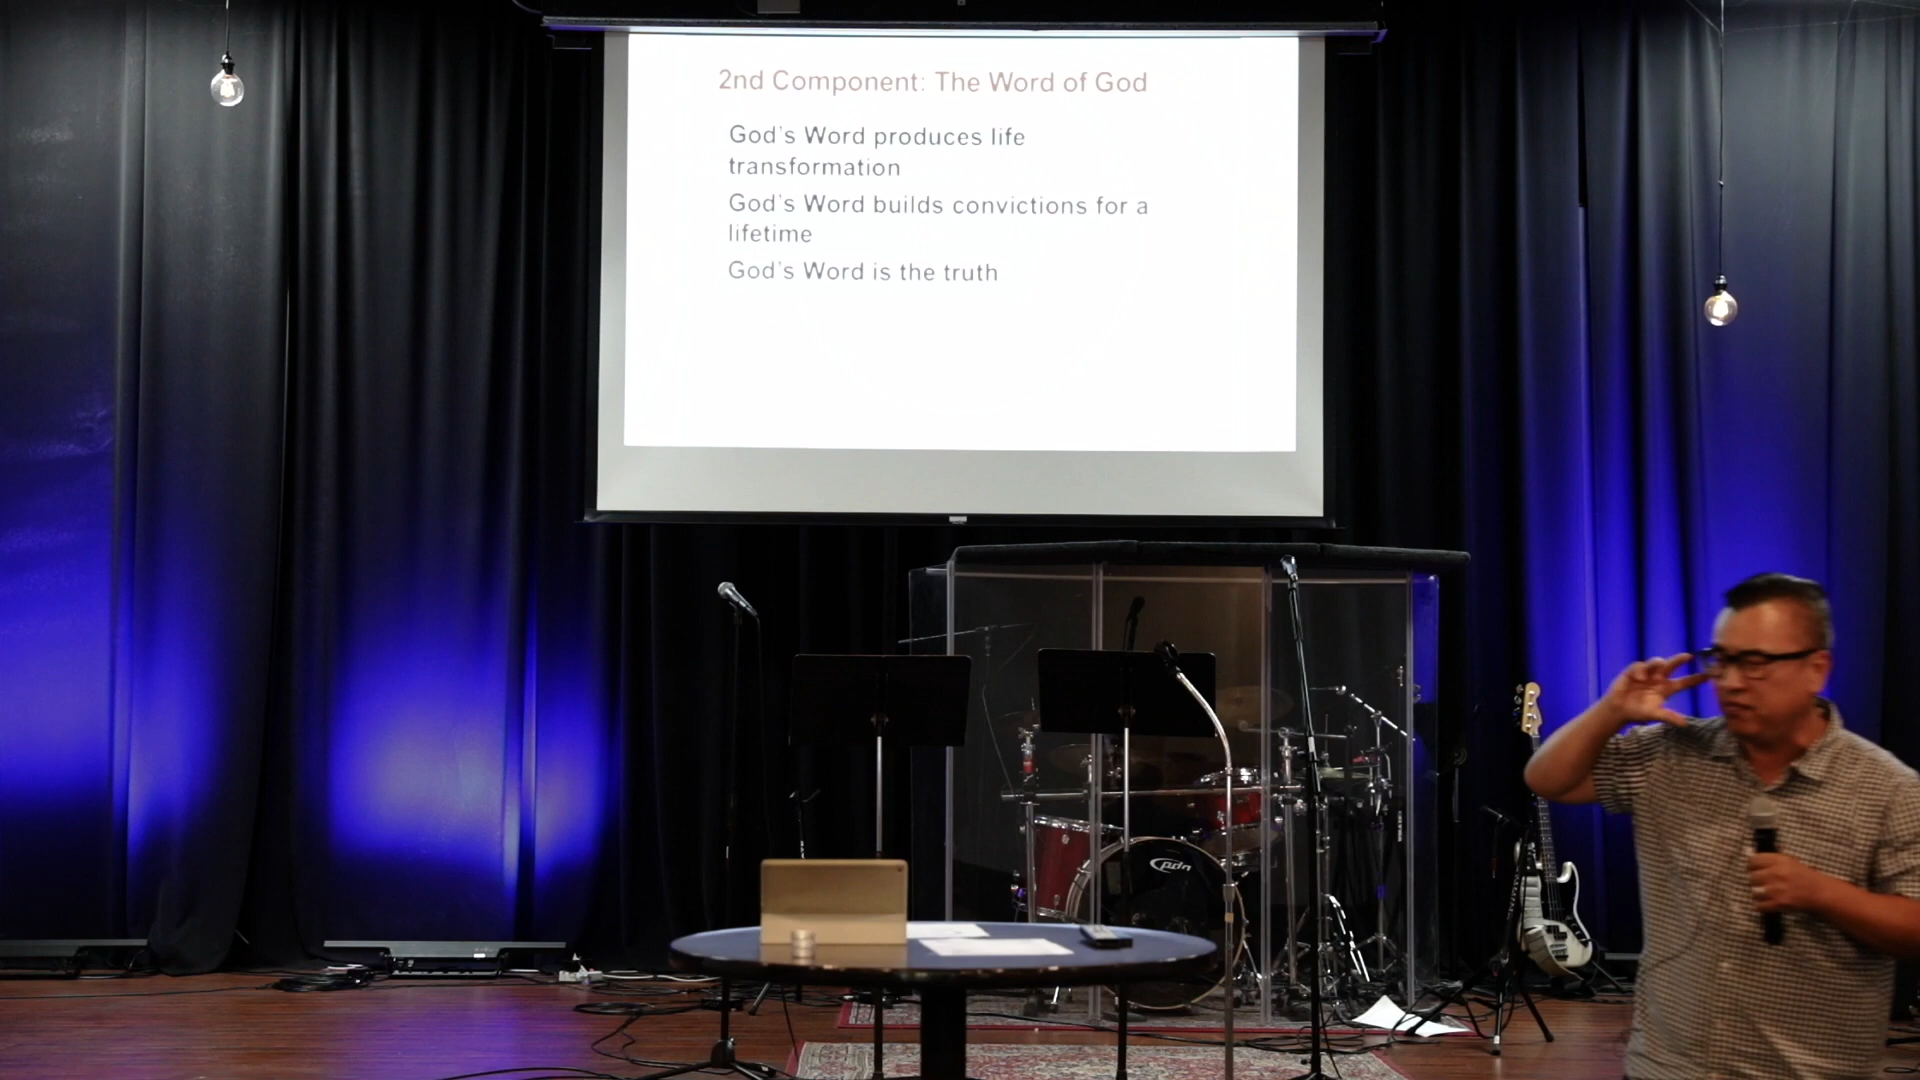 2nd Component: The Word of God
God's Word produces life
transformation
God's Word builds convictions for a
lifetime
God's Word is the truth
pdp